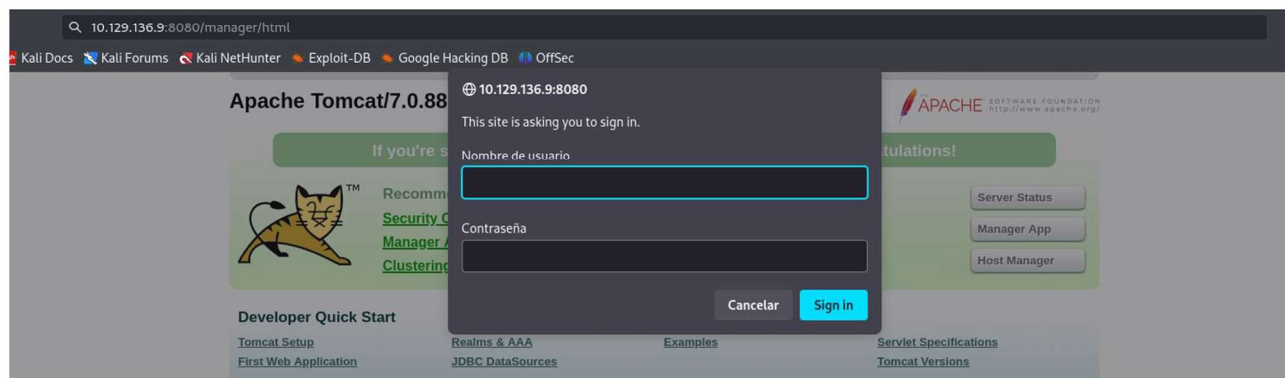 10.129.136.9:8080/manager/html
Kali Docs Kali Forums Kali NetHunter Exploit-DB Google Hacking DB OffSec
Apache Tomcat/7.0.88
APACHE SOFTWARE FOUNDATION
http://www.apache.org/
10.129.136.9:8080
This site is asking you to sign in.
Nombre de usuario
Contraseña
Cancelar Sign in
If you're s
tulations!
TM
Recomm
Security
Manager
Clustering
Server Status
Manager App
Host Manager
Developer Quick Start
Tomcat Setup Realms & AAA Examples Servlet Specifications
First Web Application JDBC DataSources Tomcat Versions